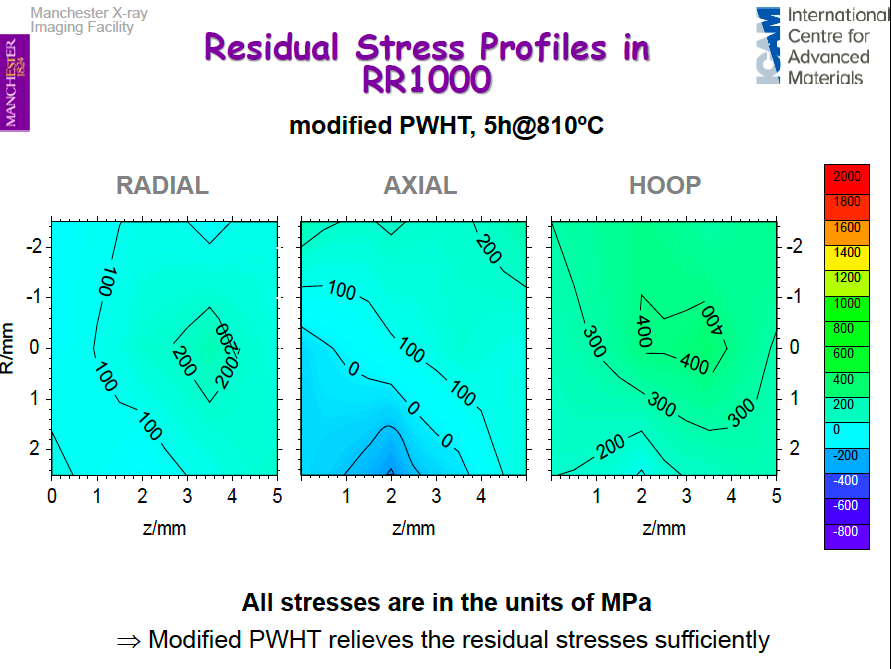 Manchester X-ray
Imaging Facility
MANCHESTER
1824
ICAM
International
Centre for
Advanced
Materials
Residual Stress Profiles in
RR1000
modified PWHT, 5h@810ºC
RADIAL
AXIAL
HOOP
R/mm
-2
-1
0
1
2
100
100
100
200
200
200
0 1 2 3 4 5
z/mm
200
100
100
100
0
0
0
1 2 3 4
z/mm
400
400
400
300
300
300
200
1 2 3 4 5
z/mm
-2
-1
0
1
2
2000
1800
1600
1400
1200
1000
800
600
400
200
0
-200
-400
-600
-800
All stresses are in the units of MPa
⇒ Modified PWHT relieves the residual stresses sufficiently